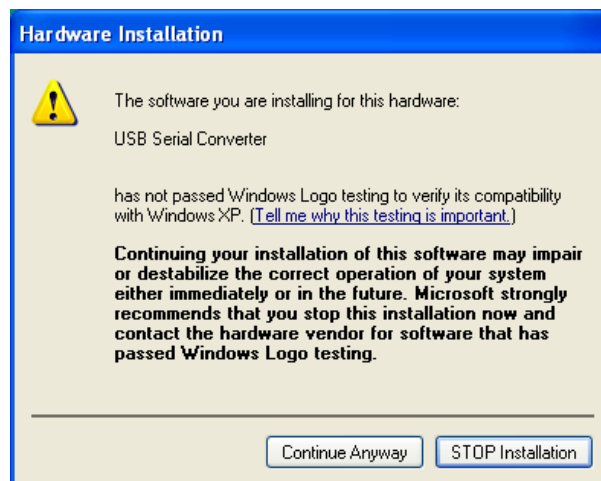 Hardware Installation
The software you are installing for this hardware:
USB Serial Converter
has not passed Windows Logo testing to verify its compatibility
with Windows XP. (Tell me why this testing is important.)
Continuing your installation of this software may impair
or destabilize the correct operation of your system
either immediately or in the future. Microsoft strongly
recommends that you stop this installation now and
contact the hardware vendor for software that has
passed Windows Logo testing.
Continue Anyway
STOP Installation